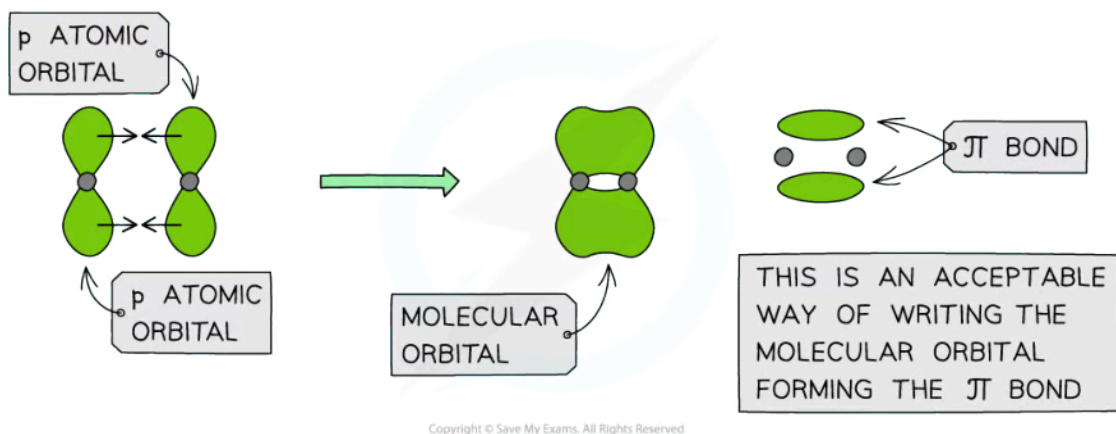 p ATOMIC
ORBITAL
p ATOMIC
ORBITAL
MOLECULAR
ORBITAL
π BOND
THIS IS AN ACCEPTABLE
WAY OF WRITING THE
MOLECULAR ORBITAL
FORMING THE π BOND
Copyright © Save My Exams. All Rights Reserved